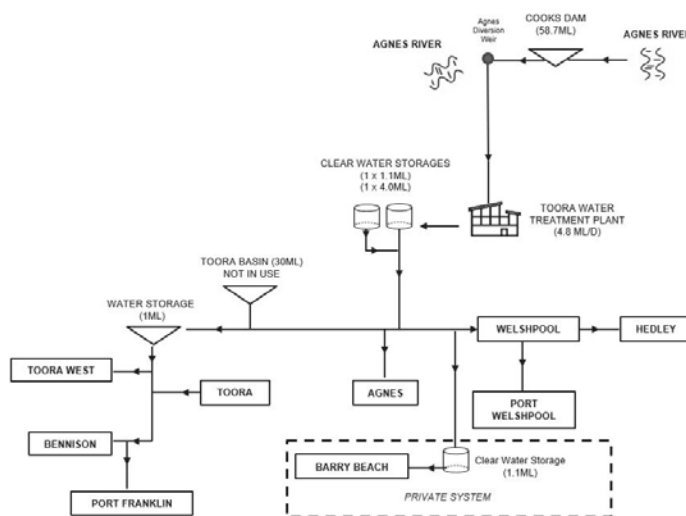 COOKS DAM
(58.7ML)
Agnes
Diversion
Weir
AGNES RIVER
AGNES RIVER
CLEAR WATER STORAGES
(1 x 1.1ML)
(1 x 4.0ML)
TOORA WATER
TREATMENT PLANT
(4.8 ML/D)
TOORA BASIN (30ML)
NOT IN USE
WATER STORAGE
(1ML)
WELSHPOOL
HEDLEY
TOORA WEST
TOORA
AGNES
PORT
WELSHPOOL
BENNISON
Clear Water Storage
(1.1ML)
BARRY BEACH
PORT FRANKLIN
PRIVATE SYSTEM